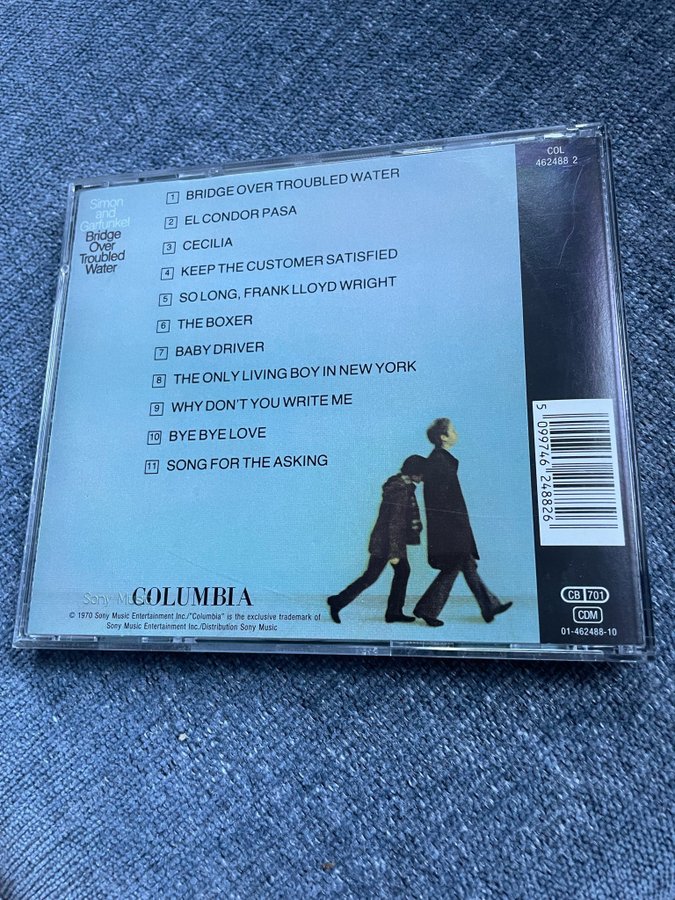 Simon
and
Garfunkel
Bridge
Over
Troubled
Water
1 BRIDGE OVER TROUBLED WATER
2 EL CONDOR PASA
3 CECILIA
4 KEEP THE CUSTOMER SATISFIED
5 SO LONG, FRANK LLOYD WRIGHT
6 THE BOXER
7 BABY DRIVER
8 THE ONLY LIVING BOY IN NEW YORK
9 WHY DON'T YOU WRITE ME
10 BYE BYE LOVE
11 SONG FOR THE ASKING
Sony Music
COLUMBIA
© 1970 Sony Music Entertainment Inc./"Columbia" is the exclusive trademark of
Sony Music Entertainment Inc./Distribution Sony Music
COL
462488 2
5 099746 248826
CB 701
CDM
01-462488-10